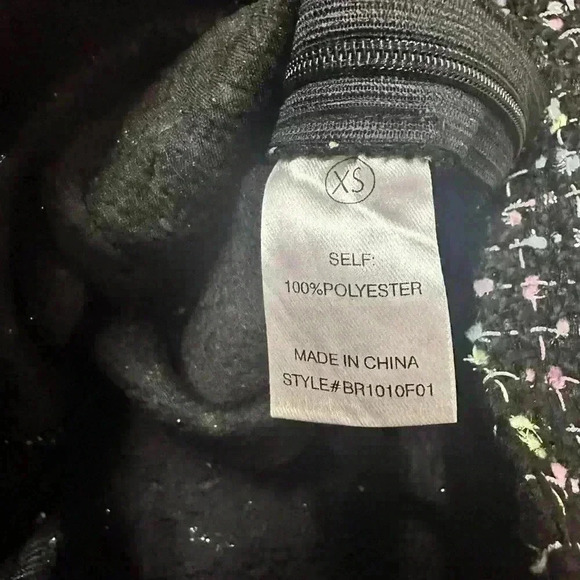 XS
SELF:
100%POLYESTER
MADE IN CHINA
STYLE#BR1010F01